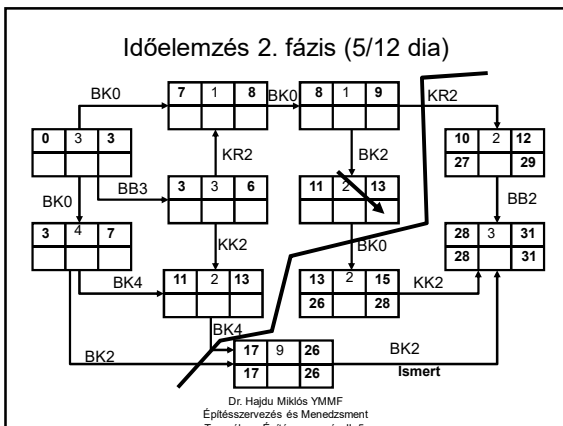 Időelemzés 2. fázis (5/12 dia)
BK0
7 1 8
BK0
8 1 9
KR2
0 3 3
KR2
BK2
10 2 12
27 29
BK0
BB3
3 3 6
11 2 13
BB2
3 4 7
KK2
BK0
28 3 31
28 31
BK4
11 2 13
13 2 15
26 28
KK2
BK4
BK2
17 9 26
17 26
BK2
Ismert
Dr. Hajdu Miklós YMMF
Építésszervezés és Menedzsment